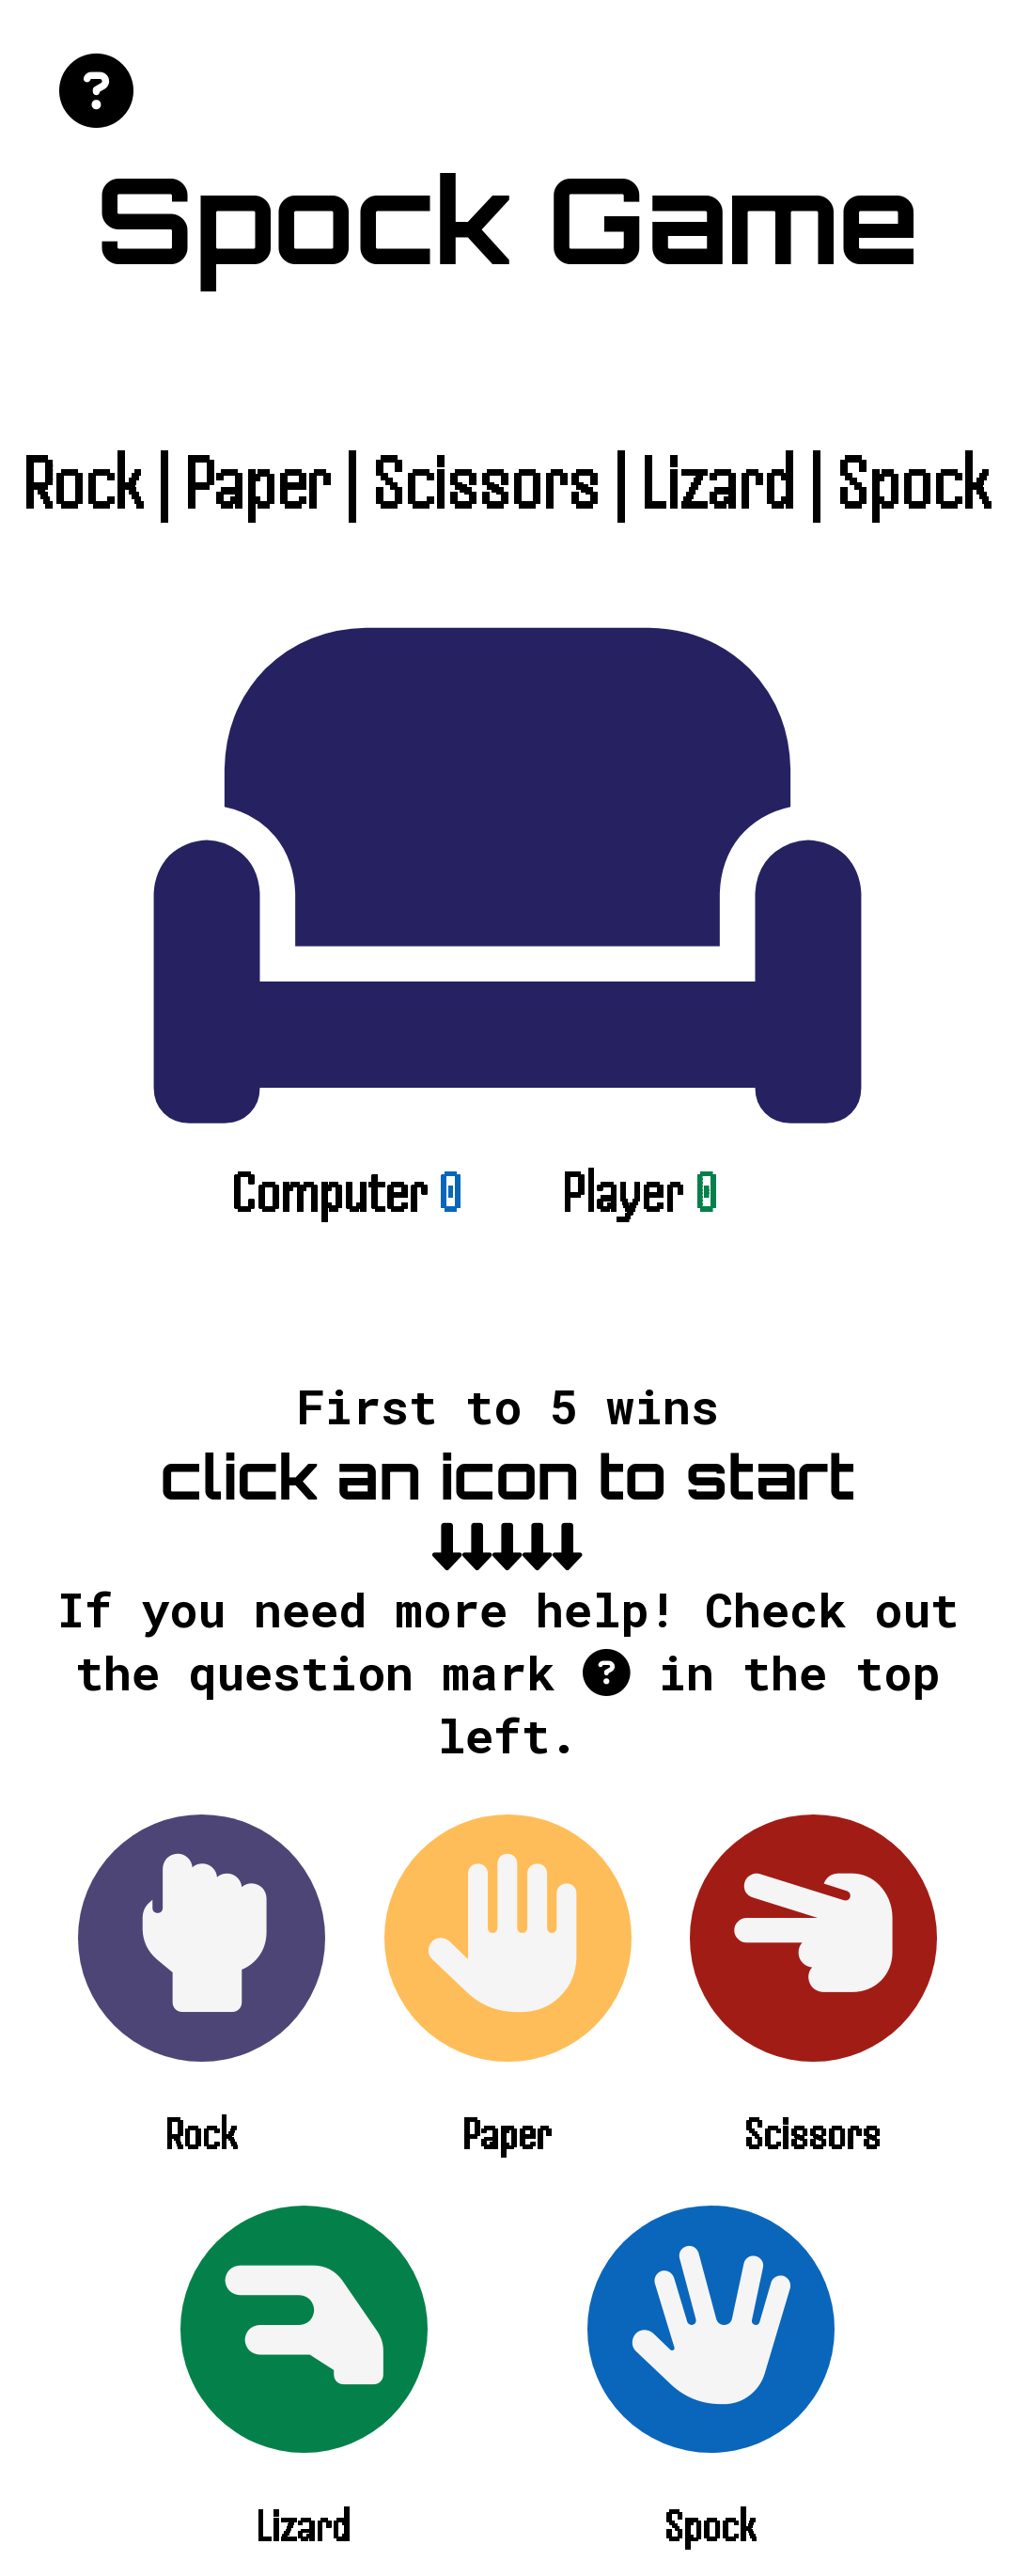 ?
Spock Game
Rock | Paper | Scissors | Lizard | Spock
Computer 0 Player 0
First to 5 wins
click an icon to start
↓↓↓↓↓
If you need more help! Check out
the question mark ? in the top
left.
Rock Paper Scissors
Lizard Spock